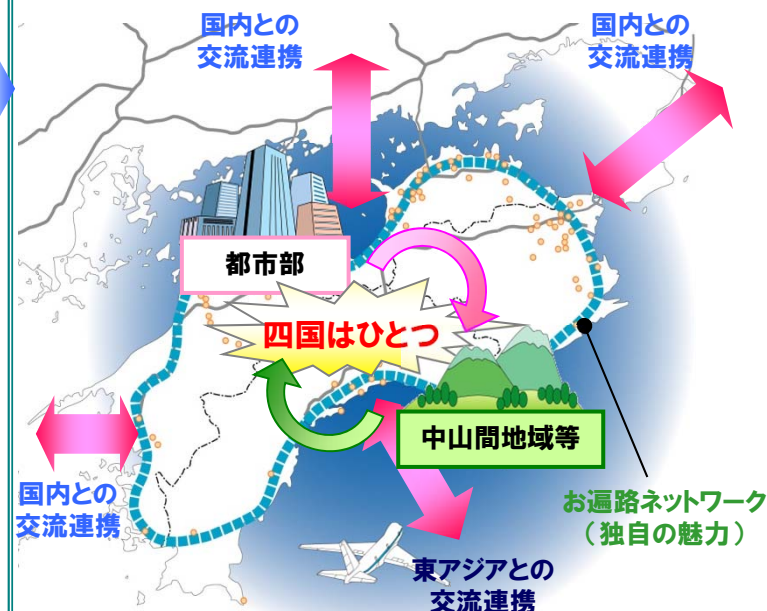 国内との
交流連携
国内との
交流連携
都市部
四国はひとつ
中山間地域等
国内との
交流連携
お遍路ネットワーク
（独自の魅力）
東アジアとの
交流連携